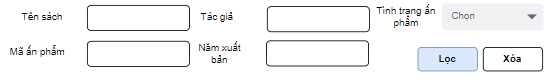 Tên sách
Tác giả
Tình trạng ấn
phẩm
Chọn
Mã ấn phẩm
Năm xuất
bản
Lọc
Xóa